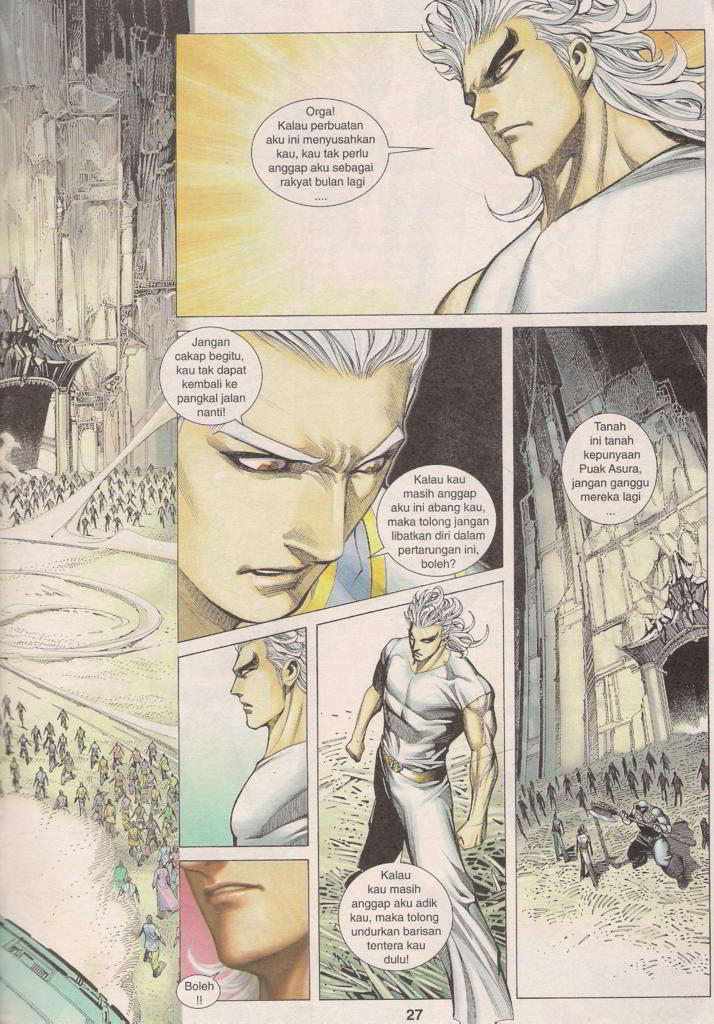 Orga!
Kalau perbuatan
aku ini menyusahkan
kau, kau tak perlu
anggap aku sebagai
rakyat bulan lagi
....
Jangan
cakap begitu,
kau tak dapat
kembali ke
pangkal jalan
nanti!
Kalau kau
masih anggap
aku ini abang kau,
maka tolong jangan
libatkan diri dalam
pertarungan ini,
boleh?
Tanah
ini tanah
kepunyaan
Puak Asura,
jangan ganggu
mereka lagi
...
Kalau
kau masih
anggap aku adik
kau, maka tolong
undurkan barisan
tentera kau
dulu!
Boleh
!!
27